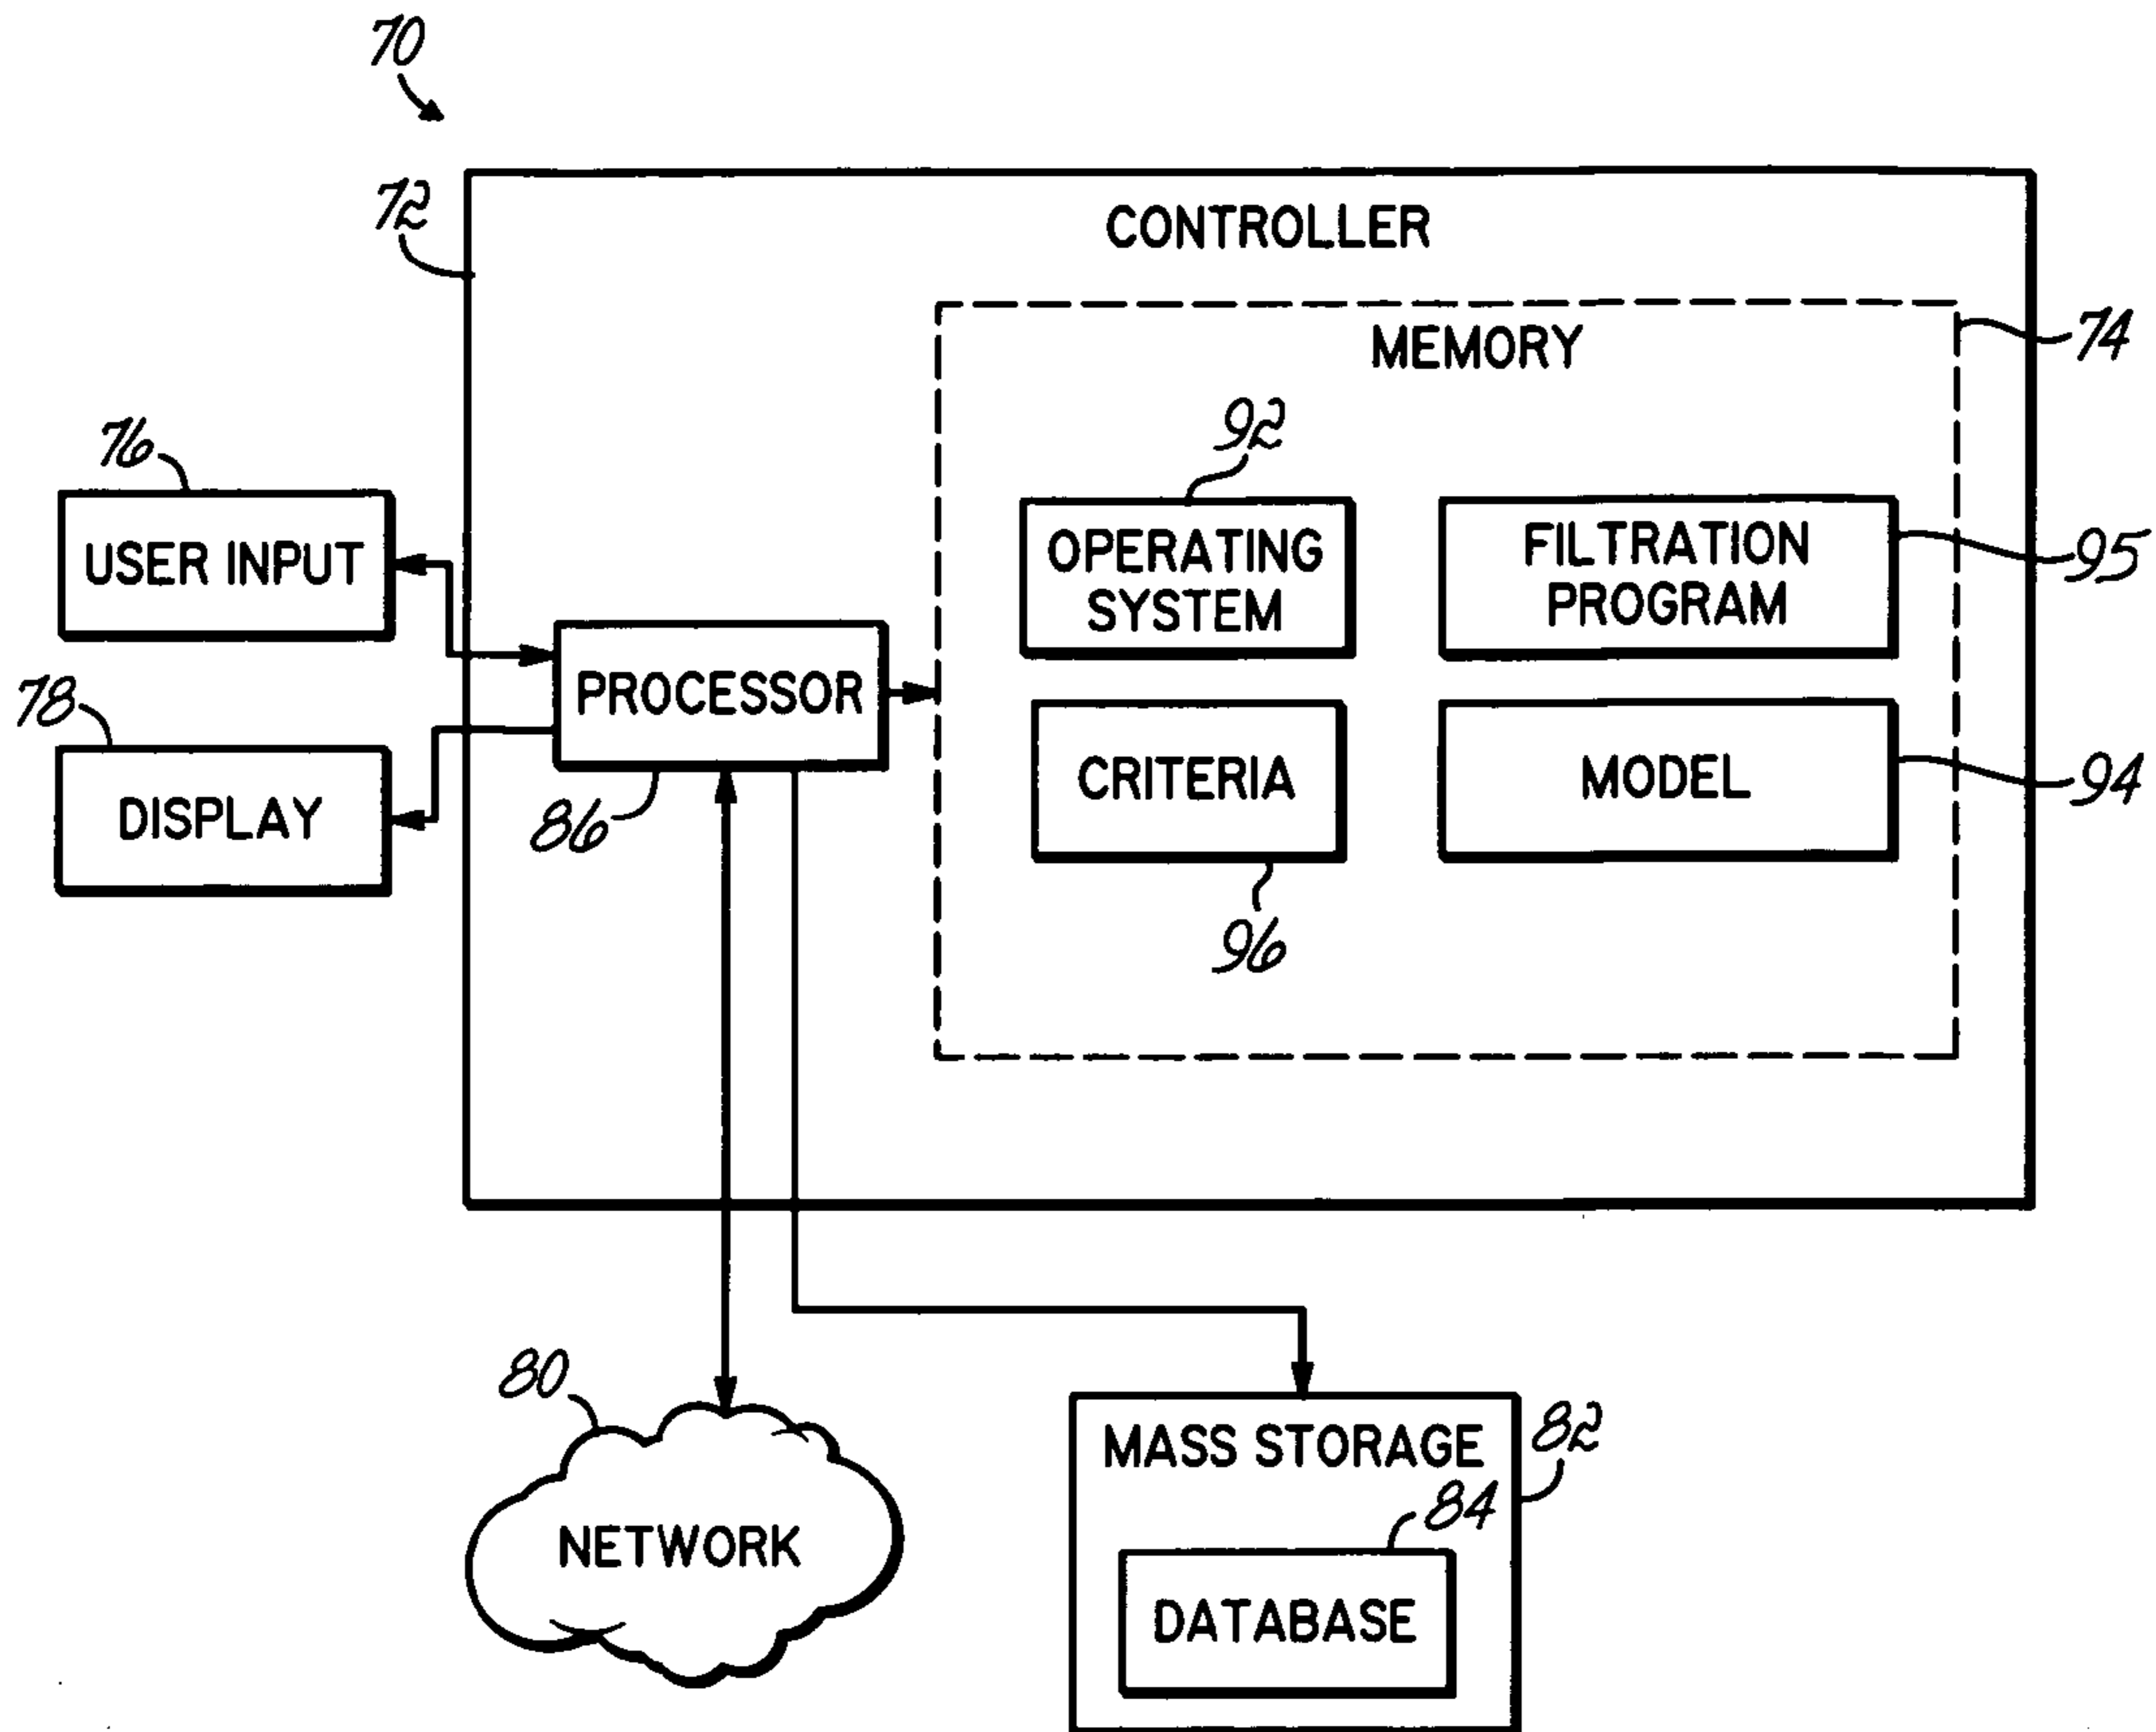 70
72
CONTROLLER
MEMORY
74
76
USER INPUT
92
OPERATING
SYSTEM
FILTRATION
PROGRAM
95
78
DISPLAY
PROCESSOR
86
CRITERIA
96
MODEL
94
80
NETWORK
MASS STORAGE
82
84
DATABASE